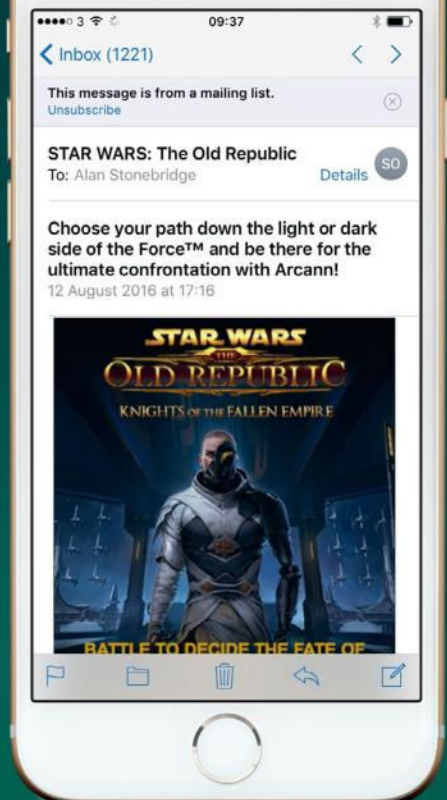 3
09:37
Inbox (1221)
This message is from a mailing list.
Unsubscribe
STAR WARS: The Old Republic
SO
To: Alan Stonebridge
Details
Choose your path down the light or dark
side of the Force™ and be there for the
ultimate confrontation with Arcann!
12 August 2016 at 17:16
STAR WARS
THE
OLD REPUBLIC
KNIGHTS OF THE FALLEN EMPIRE
BATTLE TO DECIDE THE FATE OF